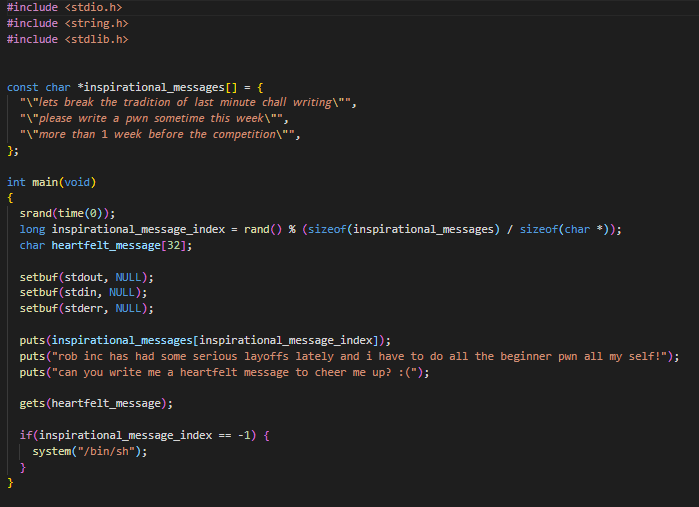 #include <stdio.h>
#include <string.h>
#include <stdlib.h>
const char *inspirational_messages[] = {
"\"lets break the tradition of last minute chall writing\"",
"\"please write a pwn sometime this week\"",
"\"more than 1 week before the competition\"",
};
int main(void)
{
srand(time(0));
long inspirational_message_index = rand() % (sizeof(inspirational_messages) / sizeof(char *));
char heartfelt_message[32];
setbuf(stdout, NULL);
setbuf(stdin, NULL);
setbuf(stderr, NULL);
puts(inspirational_messages[inspirational_message_index]);
puts("rob inc has had some serious layoffs lately and i have to do all the beginner pwn all my self!");
puts("can you write me a heartfelt message to cheer me up? :(");
gets(heartfelt_message);
if(inspirational_message_index == -1) {
system("/bin/sh");
}
}